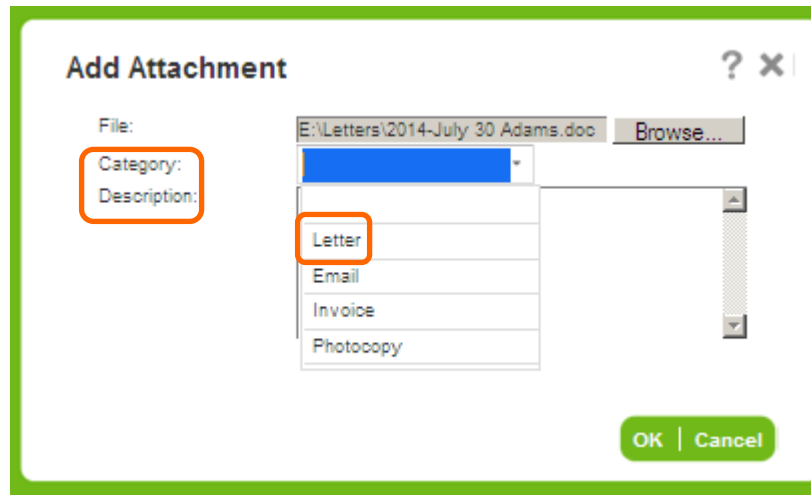 Add Attachment ?
File: E:\Letters\2014-July 30 Adams.doc Browse...
Category:
Description:
Letter
Email
Invoice
Photocopy
OK | Cancel